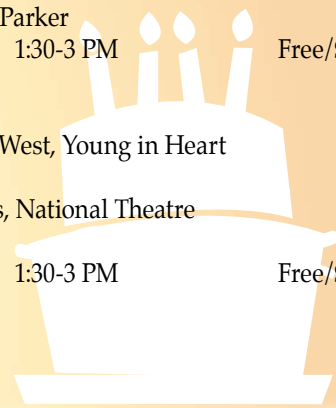 Parker
1:30-3 PM Free/
West, Young in Heart
s, National Theatre
1:30-3 PM Free/